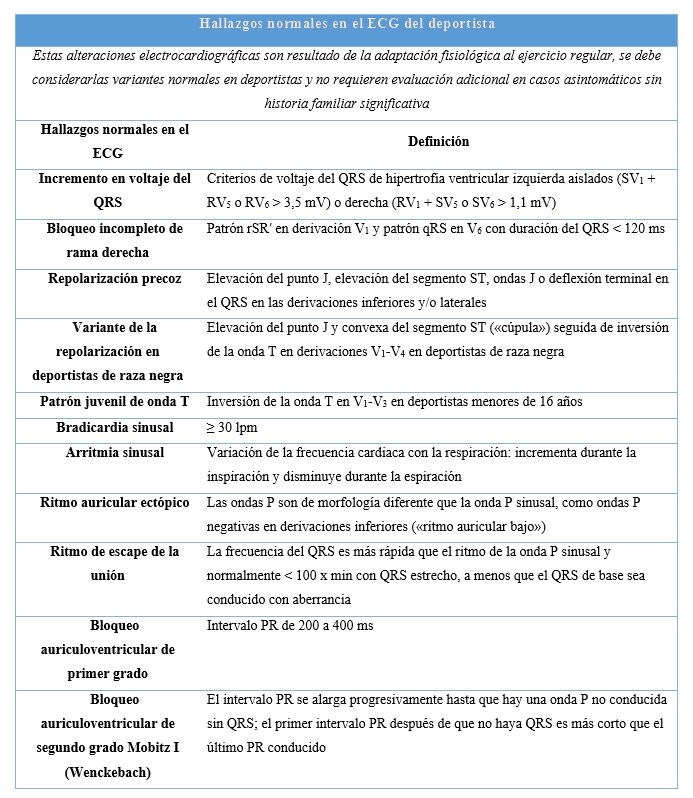 Hallazgos normales en el ECG del deportista
Estas alteraciones electrocardiográficas son resultado de la adaptación fisiológica al ejercicio regular, se debe
considerarlas variantes normales en deportistas y no requieren evaluación adicional en casos asintomáticos sin
historia familiar significativa
Hallazgos normales en el
ECG
Definición
Incremento en voltaje del
QRS
Criterios de voltaje del QRS de hipertrofía ventricular izquierda aislados (SV₁ +
RV₅ o RV₆ > 3,5 mV) o derecha (RV₁ + SV₅ o SV₆ > 1,1 mV)
Bloqueo incompleto de
rama derecha
Patrón rSR′ en derivación V₁ y patrón qRS en V₆ con duración del QRS < 120 ms
Repolarización precoz
Elevación del punto J, elevación del segmento ST, ondas J o deflexión terminal en
el QRS en las derivaciones inferiores y/o laterales
Variante de la
repolarización en
deportistas de raza negra
Elevación del punto J y convexa del segmento ST («cúpula») seguida de inversión
de la onda T en derivaciones V₁-V₄ en deportistas de raza negra
Patrón juvenil de onda T
Inversión de la onda T en V₁-V₃ en deportistas menores de 16 años
Bradicardia sinusal
≥ 30 lpm
Arritmia sinusal
Variación de la frecuencia cardiaca con la respiración: incrementa durante la
inspiración y disminuye durante la espiración
Ritmo auricular ectópico
Las ondas P son de morfología diferente que la onda P sinusal, como ondas P
negativas en derivaciones inferiores («ritmo auricular bajo»)
Ritmo de escape de la
unión
La frecuencia del QRS es más rápida que el ritmo de la onda P sinusal y
normalmente < 100 x min con QRS estrecho, a menos que el QRS de base sea
conducido con aberrancia
Bloqueo
auriculoventricular de
primer grado
Intervalo PR de 200 a 400 ms
Bloqueo
auriculoventricular de
segundo grado Mobitz I
(Wenckebach)
El intervalo PR se alarga progresivamente hasta que hay una onda P no conducida
sin QRS; el primer intervalo PR después de que no haya QRS es más corto que el
último PR conducido